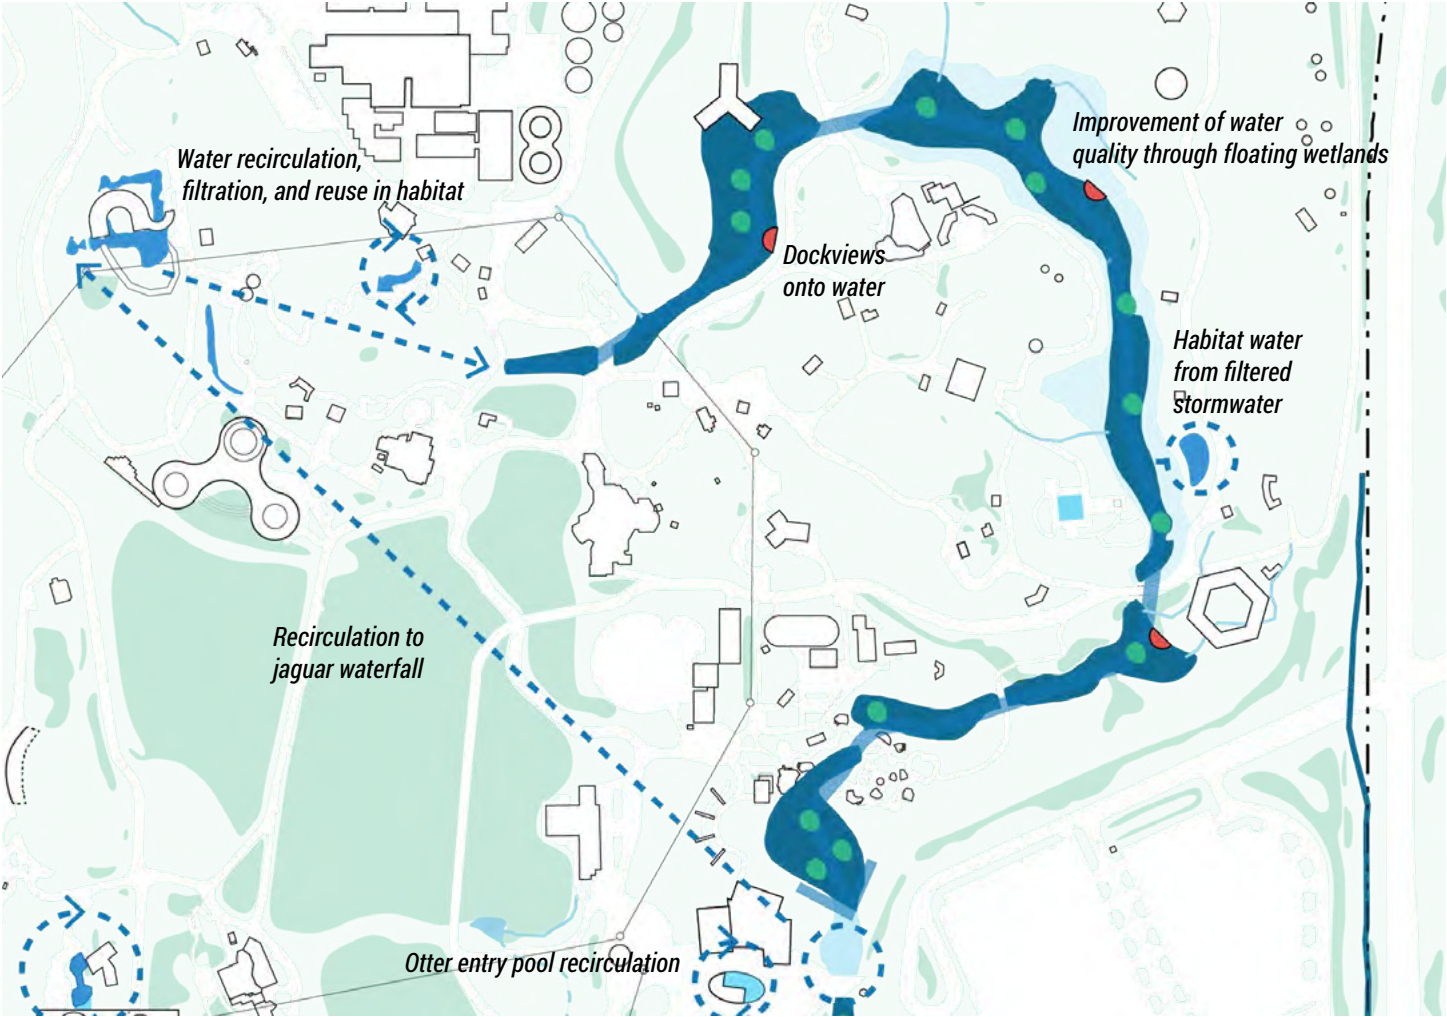 Improvement of water
quality through floating wetlands
Water recirculation,
filtration, and reuse in habitat
Dockviews
onto water
Habitat water
from filtered
stormwater
Recirculation to
jaguar waterfall
Otter entry pool recirculation